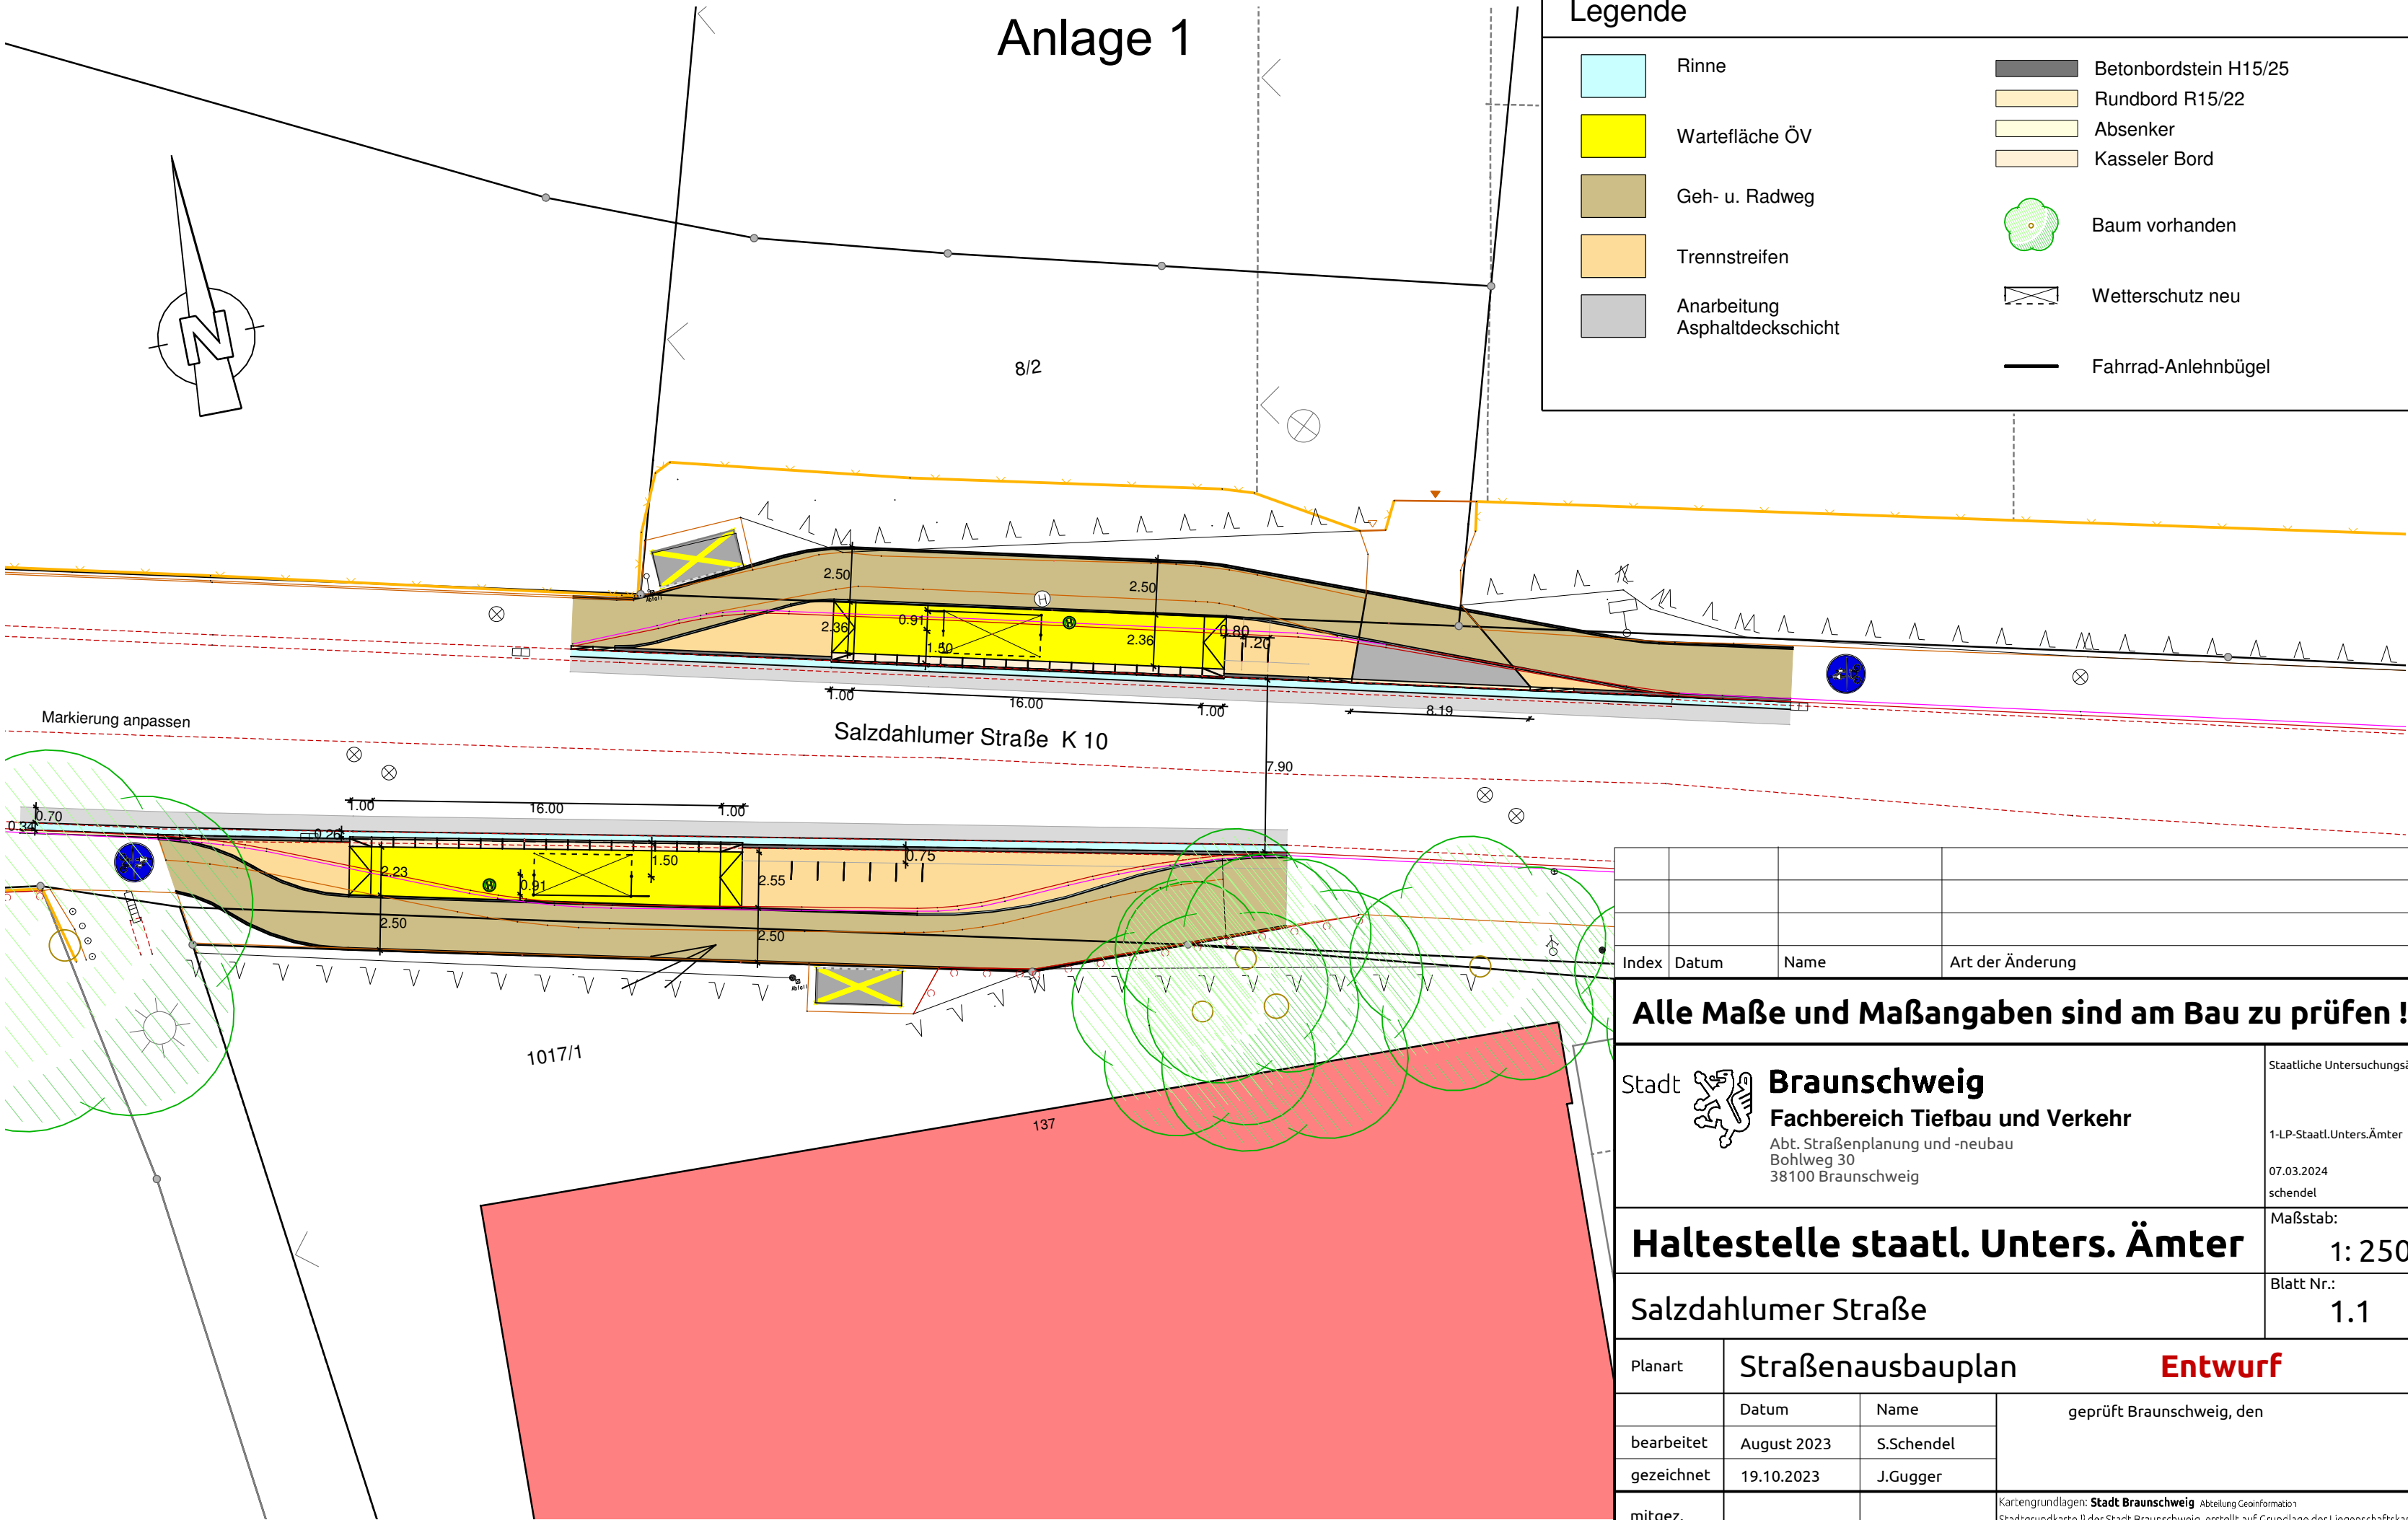 Anlage 1
Legende
Rinne
Wartefläche ÖV
Geh- u. Radweg
Trennstreifen
Anarbeitung
Asphaltdeckschicht
Betonbordstein H15/25
Rundbord R15/22
Absenker
Kasseler Bord
Baum vorhanden
Wetterschutz neu
Fahrrad-Anlehnbügel
N
8/2
2.50
2.50
H
2.36
0.91
1.50
2.36
0.80
1.20
1.00
16.00
1.00
8.19
Markierung anpassen
Salzdahlumer Straße K 10
7.90
1.00
16.00
1.00
0.70
0.34
0.26
2.23
0.91
1.50
2.55
0.75
2.50
2.50
Abfall
1017/1
137
Index Datum Name Art der Änderung
Alle Maße und Maßangaben sind am Bau zu prüfen !
Stadt Braunschweig
Fachbereich Tiefbau und Verkehr
Abt. Straßenplanung und -neubau
Bohlweg 30
38100 Braunschweig
Staatliche Untersuchungsä
1-LP-Staatl.Unters.Ämter
07.03.2024
schendel
Haltestelle staatl. Unters. Ämter
Maßstab:
1: 250
Salzdahlumer Straße
Blatt Nr.:
1.1
Planart Straßenausbauplan Entwurf
Datum Name geprüft Braunschweig, den
bearbeitet August 2023 S.Schendel
gezeichnet 19.10.2023 J.Gugger
mitgez.
Kartengrundlagen: Stadt Braunschweig Abteilung Geoinformation